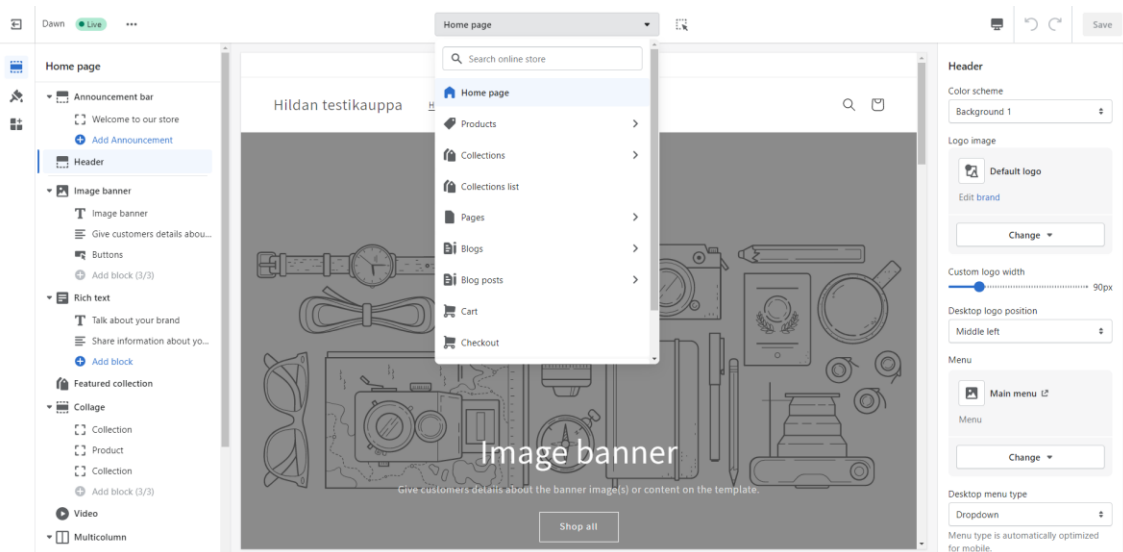 Dawn
Live
Home page
Save
Home page
Announcement bar
Welcome to our store
Add Announcement
Header
Image banner
Image banner
Give customers details abou...
Buttons
Add block (3/3)
Rich text
Talk about your brand
Share information about yo...
Add block
Featured collection
Collage
Collection
Product
Collection
Add block (3/3)
Video
Multicolumn
Search online store
Home page
Products
Collections
Collections list
Pages
Blogs
Blog posts
Cart
Checkout
Hildan testikauppa
H
Image banner
Give customers details about the banner image(s) or content on the template.
Shop all
Header
Color scheme
Background 1
Logo image
Default logo
Edit brand
Change
Custom logo width
90px
Desktop logo position
Middle left
Menu
Main menu
Menu
Change
Desktop menu type
Dropdown
Menu type is automatically optimized
for mobile.